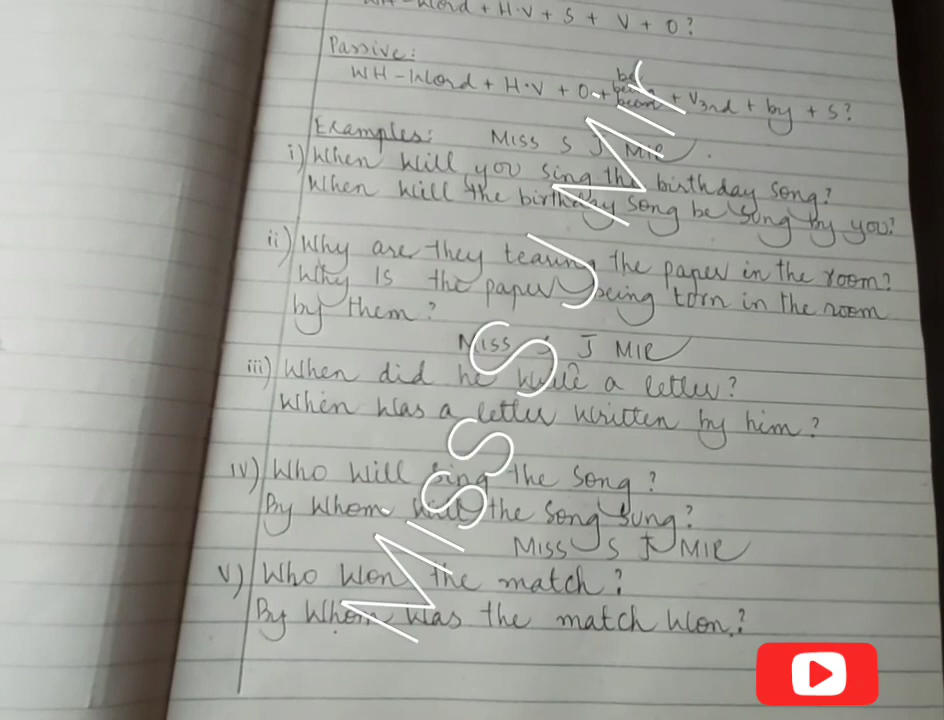 WH-Word + H.V + S + V + O?
Passive:
WH-Word + H.V + O + be being been + V3rd + by + S?
Examples: Miss S J MIR
i) When will you sing the birthday song?
When will the birthday song be sung by you?
ii) Why are they tearing the paper in the room?
Why Is the paper being torn in the room
by them?
Miss S J MIR
iii) When did he write a letter?
When was a letter written by him?
iv) Who will sing the song?
By Whom will the song sung?
Miss S J MIR
v) Who won the match?
By Whom was the match won?
MISS S J MIR